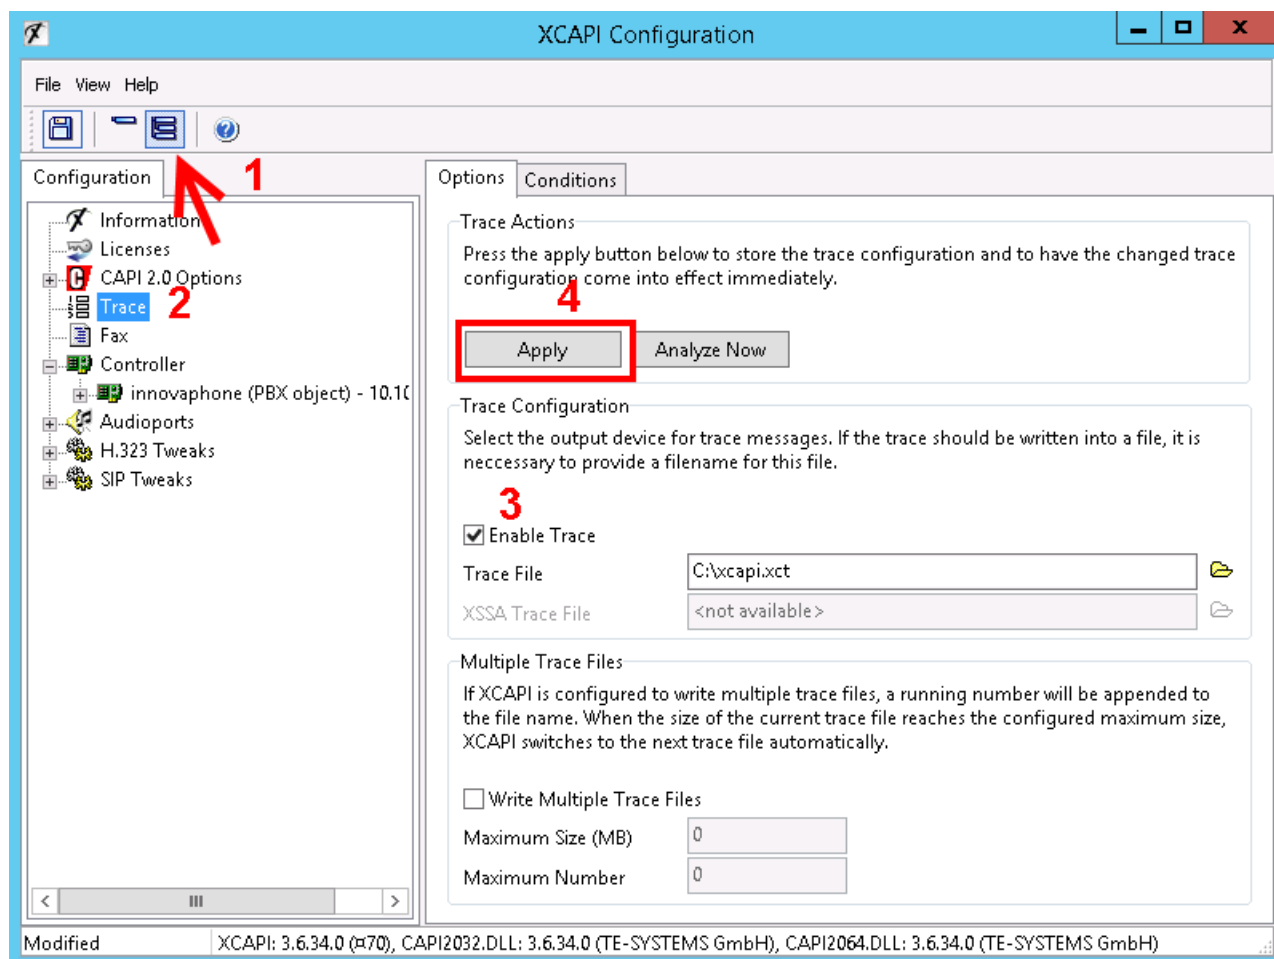 XCAPI Configuration
File View Help
1
Configuration
Options Conditions
Information
Licenses
CAPI 2.0 Options
Trace
2
Fax
Controller
innovaphone (PBX object) - 10.10
Audioports
H.323 Tweaks
SIP Tweaks
Trace Actions
Press the apply button below to store the trace configuration and to have the changed trace
configuration come into effect immediately.
4
Apply Analyze Now
Trace Configuration
Select the output device for trace messages. If the trace should be written into a file, it is
neccessary to provide a filename for this file.
3
Enable Trace
Trace File C:\xcapi.xct
XSSA Trace File <not available>
Multiple Trace Files
If XCAPI is configured to write multiple trace files, a running number will be appended to
the file name. When the size of the current trace file reaches the configured maximum size,
XCAPI switches to the next trace file automatically.
Write Multiple Trace Files
Maximum Size (MB) 0
Maximum Number 0
Modified XCAPI: 3.6.34.0 (¤70), CAPI2032.DLL: 3.6.34.0 (TE-SYSTEMS GmbH), CAPI2064.DLL: 3.6.34.0 (TE-SYSTEMS GmbH)